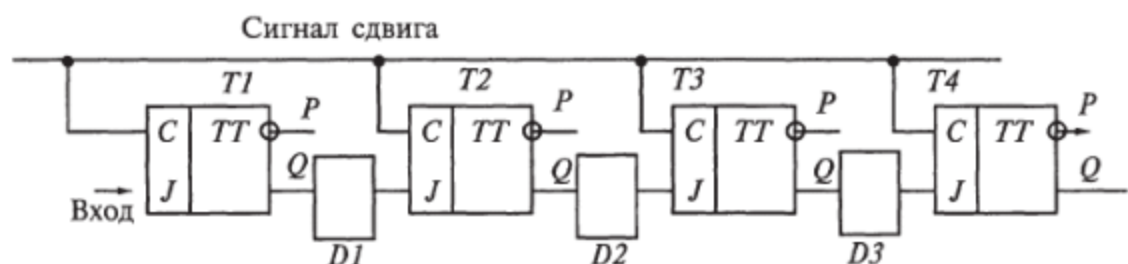 Сигнал сдвига
T1 T2 T3 T4
P P P P
C TT C TT C TT C TT
Q Q Q Q
J J J J
Вход
D1 D2 D3